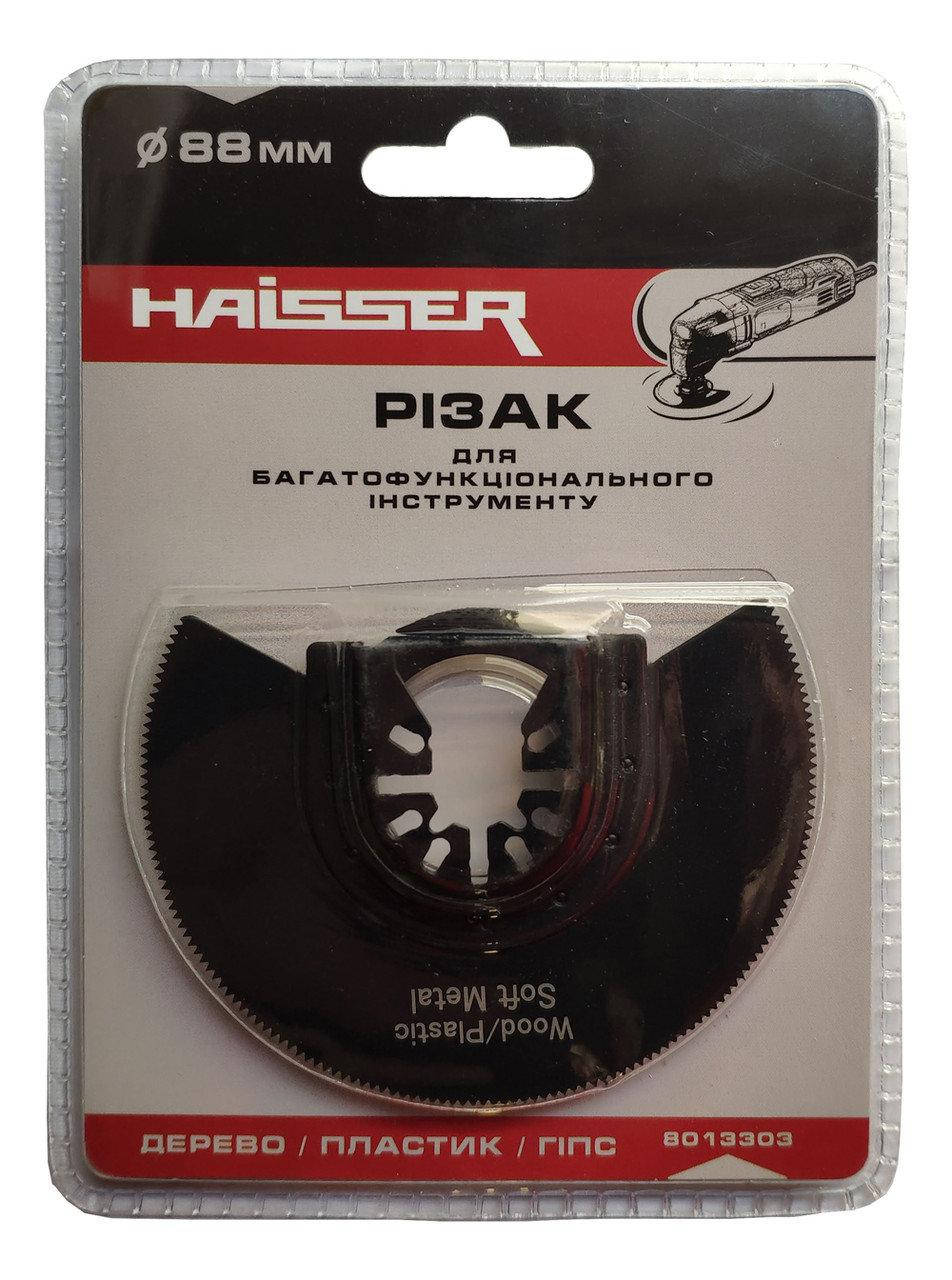 Ø 88 ММ
HAISSER
РІЗАК
ДЛЯ
БАГАТОФУНКЦІОНАЛЬНОГО
ІНСТРУМЕНТУ
Wood/Plastic
Soft Metal
ДЕРЕВО / ПЛАСТИК / ГІПС
8013303